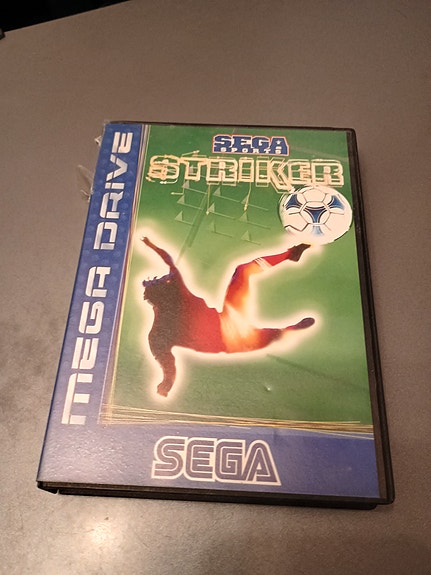 MEGA DRIVE
SEGA
SPORTS
STRIKER
SEGA